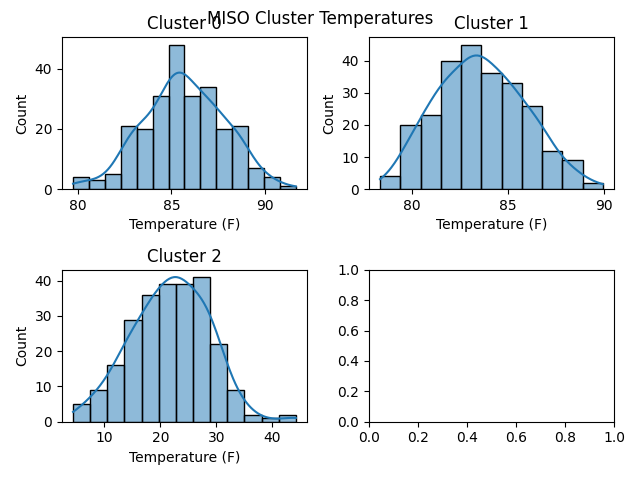 MISO Cluster Temperatures
Cluster 0
Cluster 1
40
20
0
Count
80 85 90
Temperature (F)
40
30
20
10
0
Count
80 85 90
Temperature (F)
Cluster 2
40
30
20
10
0
Count
10 20 30 40
Temperature (F)
1.0
0.8
0.6
0.4
0.2
0.0
0.0 0.2 0.4 0.6 0.8 1.0